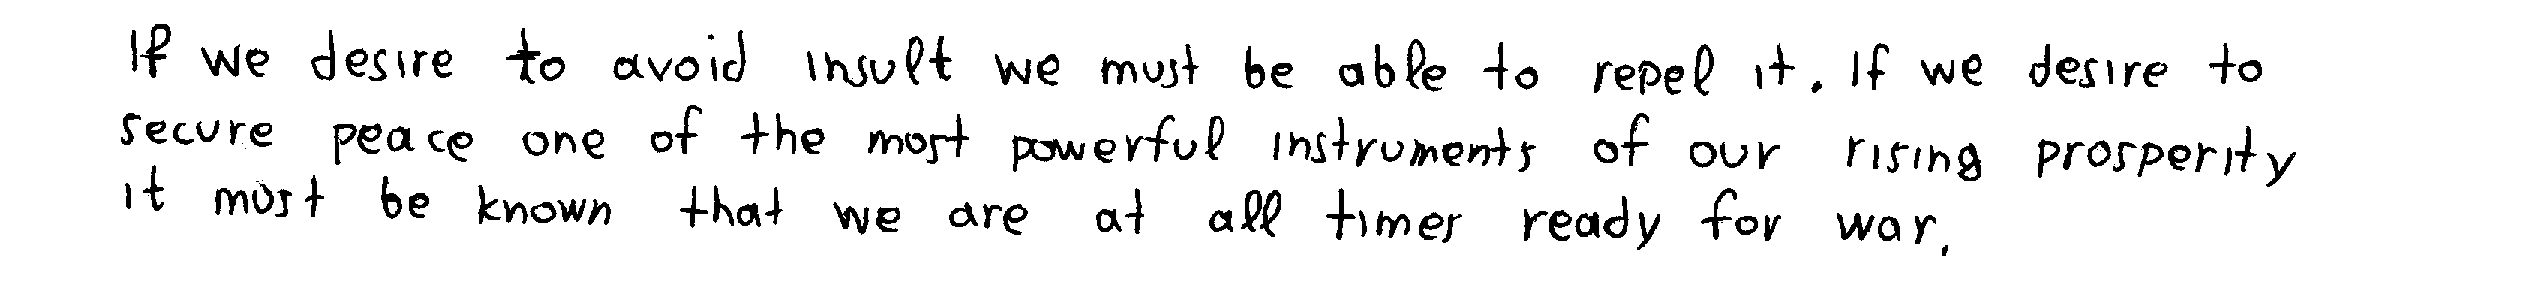 If we desire to avoid insult we must be able to repel it. If we desire to
secure peace one of the most powerful instruments of our rising prosperity
it must be known that we are at all times ready for war.